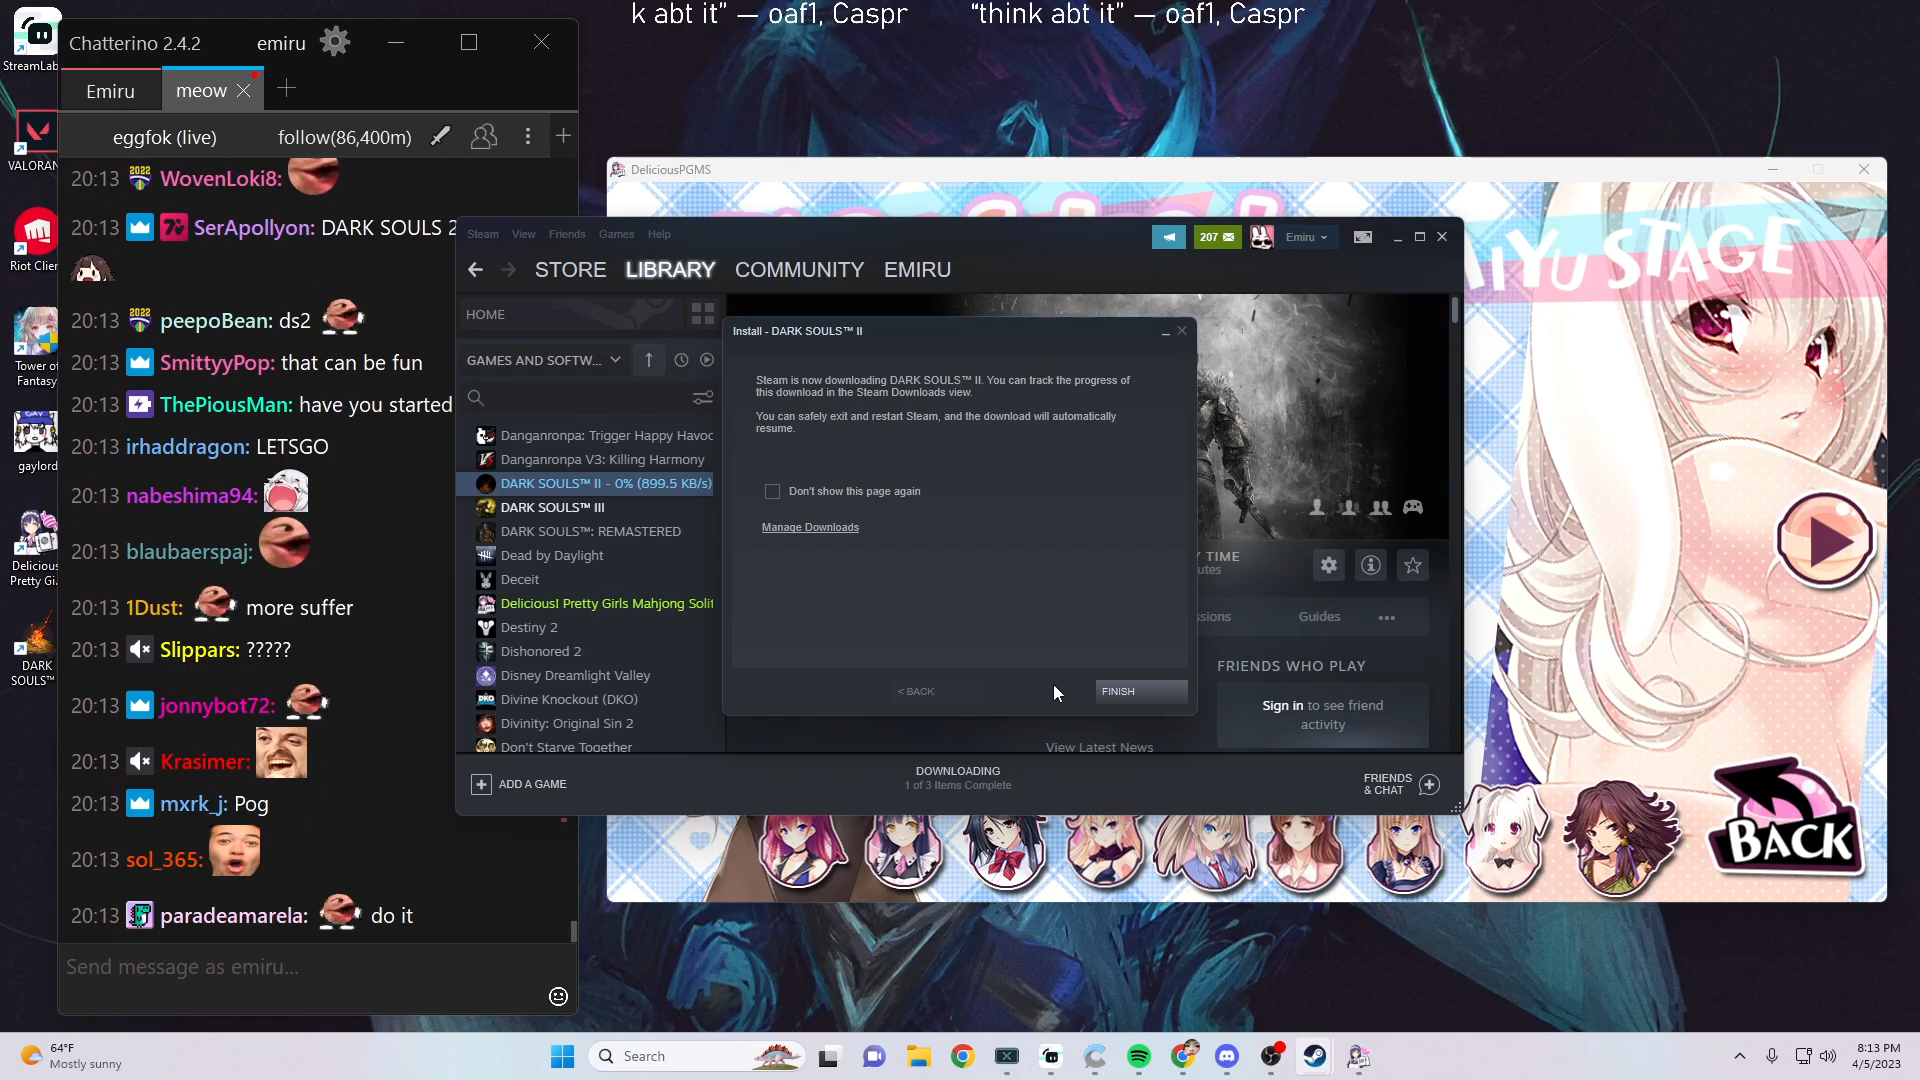 k abt it” — oaf1, Caspr
“think abt it” — oaf1, Caspr
StreamLab
VALORAN
Riot Clien
Tower of
Fantasy
GAY
gaylord
Delicious
Pretty Gi...
DARK
SOULS™
Chatterino 2.4.2
emiru
Emiru
meow
eggfok (live)
follow(86,400m)
20:13 WovenLoki8:
20:13 SerApollyon: DARK SOULS 2
20:13 peepoBean: ds2
20:13 SmittyyPop: that can be fun
20:13 ThePiousMan: have you started
20:13 irhaddragon: LETSGO
20:13 nabeshima94:
20:13 blaubaerspaj:
20:13 1Dust: more suffer
20:13 Slippars: ?????
20:13 jonnybot72:
20:13 Krasimer:
20:13 mxrk_j: Pog
20:13 sol_365:
20:13 paradeamarela: do it
Send message as emiru...
DeliciousPGMS
YU STAGE
BACK
Steam View Friends Games Help
207
Emiru
STORE LIBRARY COMMUNITY EMIRU
HOME
GAMES AND SOFTW...
Danganronpa: Trigger Happy Havoc
Danganronpa V3: Killing Harmony
DARK SOULS™ II - 0% (899.5 KB/s)
DARK SOULS™ III
DARK SOULS™: REMASTERED
Dead by Daylight
Deceit
Delicious! Pretty Girls Mahjong Solit
Destiny 2
Dishonored 2
Disney Dreamlight Valley
Divine Knockout (DKO)
Divinity: Original Sin 2
Don't Starve Together
Install - DARK SOULS™ II
Steam is now downloading DARK SOULS™ II. You can track the progress of
this download in the Steam Downloads view.
You can safely exit and restart Steam, and the download will automatically
resume.
Don't show this page again
Manage Downloads
< BACK
FINISH
Y TIME
utes
ssions
Guides
FRIENDS WHO PLAY
Sign in to see friend
activity
View Latest News
ADD A GAME
DOWNLOADING
1 of 3 Items Complete
FRIENDS
& CHAT
64°F
Mostly sunny
Search
8:13 PM
4/5/2023